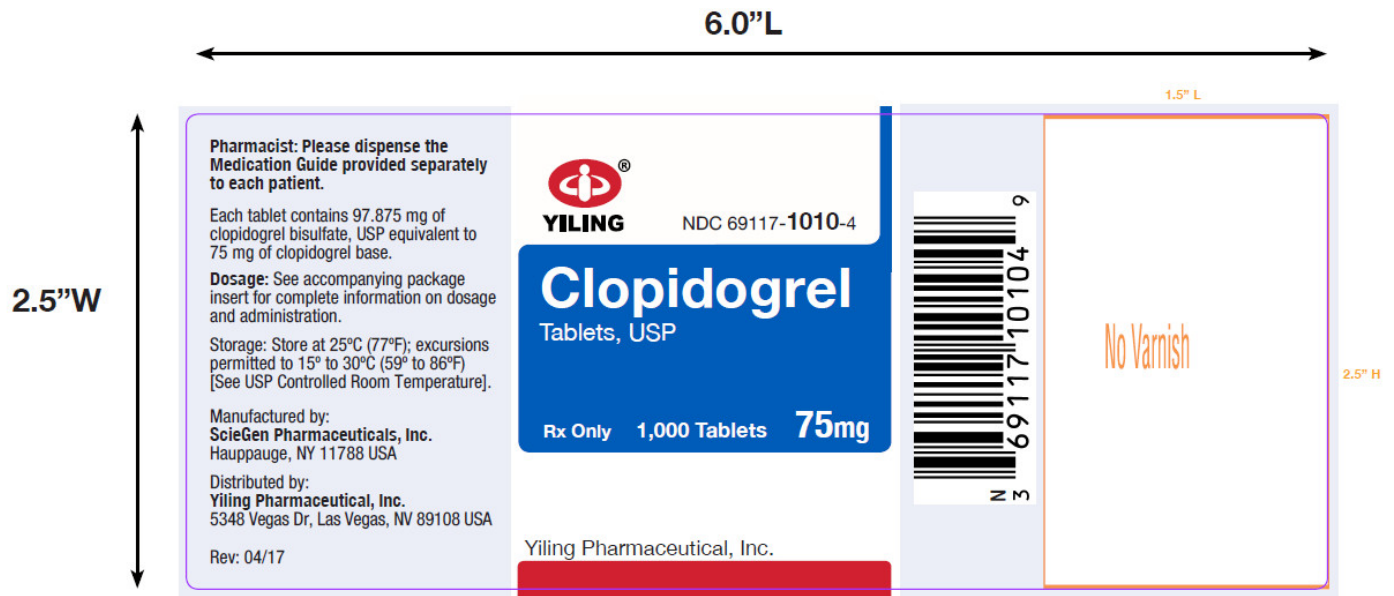 6.0”L
1.5” L
2.5”W
Pharmacist: Please dispense the
Medication Guide provided separately
to each patient.
Each tablet contains 97.875 mg of
clopidogrel bisulfate, USP equivalent to
75 mg of clopidogrel base.
Dosage: See accompanying package
insert for complete information on dosage
and administration.
Storage: Store at 25ºC (77ºF); excursions
permitted to 15º to 30ºC (59º to 86ºF)
[See USP Controlled Room Temperature].
Manufactured by:
ScieGen Pharmaceuticals, Inc.
Hauppauge, NY 11788 USA
Distributed by:
Yiling Pharmaceutical, Inc.
5348 Vegas Dr, Las Vegas, NV 89108 USA
Rev: 04/17
®
YILING
NDC 69117-1010-4
Clopidogrel
Tablets, USP
Rx Only 1,000 Tablets 75mg
Yiling Pharmaceutical, Inc.
N
3 69117 10104 9
No Varnish
2.5” H